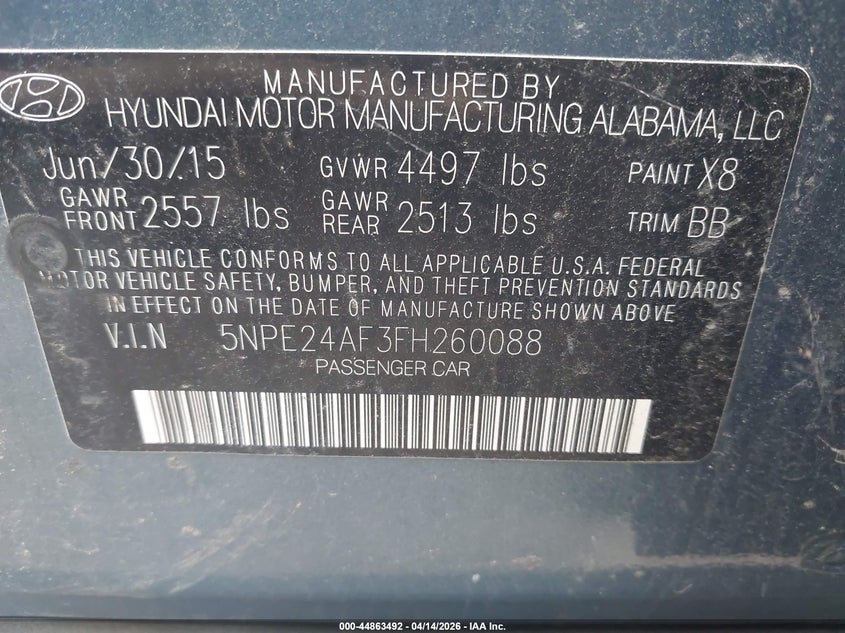 MANUFACTURED BY
HYUNDAI MOTOR MANUFACTURING ALABAMA, LLC
Jun/30/15 GVWR 4497 lbs PAINT X8
GAWR FRONT 2557 lbs GAWR REAR 2513 lbs TRIM BB
THIS VEHICLE CONFORMS TO ALL APPLICABLE U.S.A. FEDERAL
MOTOR VEHICLE SAFETY, BUMPER, AND THEFT PREVENTION STANDARDS
IN EFFECT ON THE DATE OF MANUFACTURE SHOWN ABOVE.
V.I.N 5NPE24AF3FH260088
PASSENGER CAR
000-44863492 - 04/14/2026 - IAA Inc.